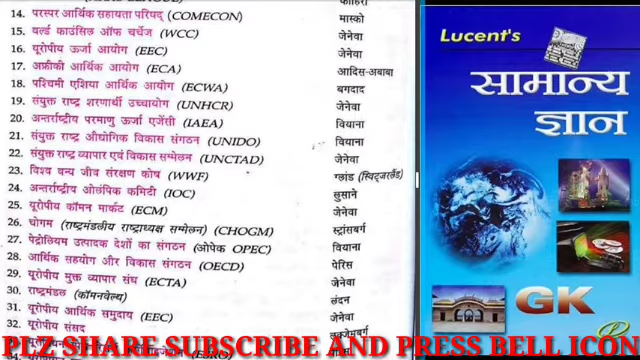 काहिरा
14. परस्पर आर्थिक सहायता परिषद् (COMECON) मास्को
15. वर्ल्ड काउंसिल ऑफ चर्चेज (WCC) जेनेवा
16. यूरोपीय ऊर्जा आयोग (EEC) जेनेवा
17. अफ्रीकी आर्थिक आयोग (ECA) आदिस-अबाबा
18. पश्चिमी एशिया आर्थिक आयोग (ECWA) बगदाद
19. संयुक्त राष्ट्र शरणार्थी उच्चायोग (UNHCR) जेनेवा
20. अन्तर्राष्ट्रीय परमाणु ऊर्जा एजेंसी (IAEA) वियाना
21. संयुक्त राष्ट्र औद्योगिक विकास संगठन (UNIDO) वियाना
22. संयुक्त राष्ट्र व्यापार एवं विकास सम्मेलन (UNCTAD) जेनेवा
23. विश्व वन्य जीव संरक्षण कोष (WWF) ग्लांड (स्विट्जरलैंड)
24. अन्तर्राष्ट्रीय ओलंपिक कमिटी (IOC) लुसाने
25. यूरोपीय कॉमन मार्केट (ECM) जेनेवा
26. चोगम (राष्ट्रमंडलीय राष्ट्राध्यक्ष सम्मेलन) (CHOGM) स्ट्रांसबर्ग
27. पेट्रोलियम उत्पादक देशों का संगठन (ओपेक OPEC) वियाना
28. आर्थिक सहयोग और विकास संगठन (OECD) पेरिस
29. यूरोपीय मुक्त व्यापार संघ (ECTA) जेनेवा
30. राष्ट्रमंडल (कॉमनवेल्थ) लंदन
31. यूरोपीय आर्थिक समुदाय (EEC) जेनेवा
32. यूरोपीय संसद लक्जेमबर्ग
Lucent's
सामान्य
ज्ञान
GK
PLZ SHARE SUBSCRIBE AND PRESS BELL ICON